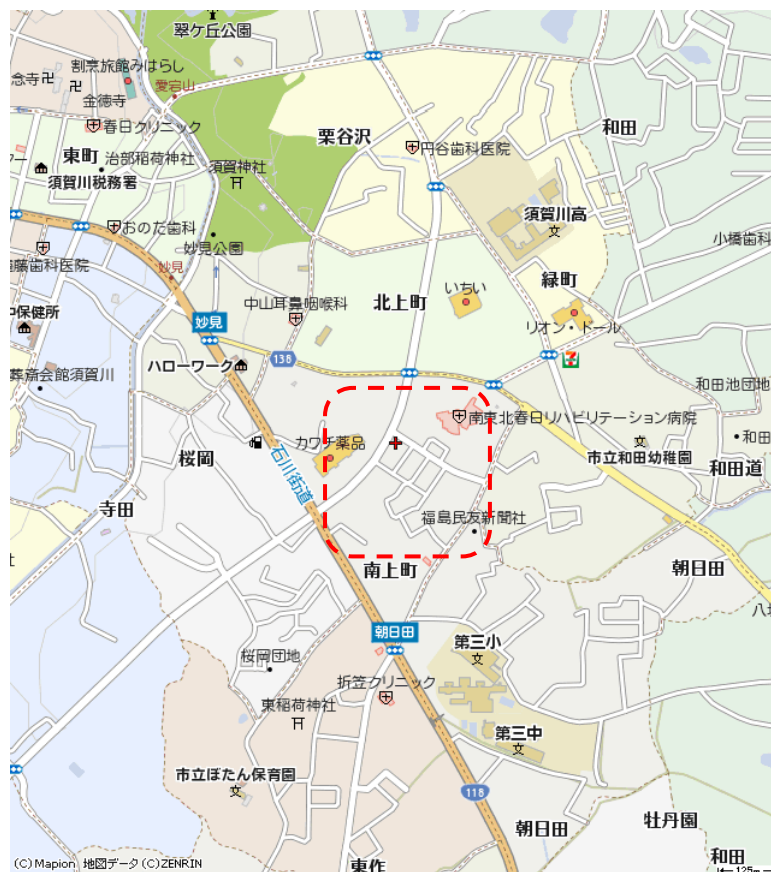 翠ケ丘公園
割烹旅館みはらし
念寺
愛宕山
金徳寺
春日クリニック
栗谷沢
円谷歯科医院
和田
東町
治部稲荷神社
須賀川税務署
須賀神社
須賀川高
おのだ歯科
妙見公園
小橋歯科
歯科医院
妙見
緑町
中山耳鼻咽喉科
北上町
いちい
保健所
妙見
リオン・ドール
138
ハローワーク
葬斎会館須賀川
和田池団地
南東北春日リハビリテーション病院
カワチ薬品
桜岡
石川街道
市立和田幼稚園
和田道
寺田
福島民友新聞社
南上町
朝日田
朝日田
第三小
桜岡団地
折笠クリニック
東稲荷神社
第三中
市立ぼたん保育園
118
朝日田
牡丹園
和田
東作
(C)Mapion 地図データ(C)ZENRIN
125m